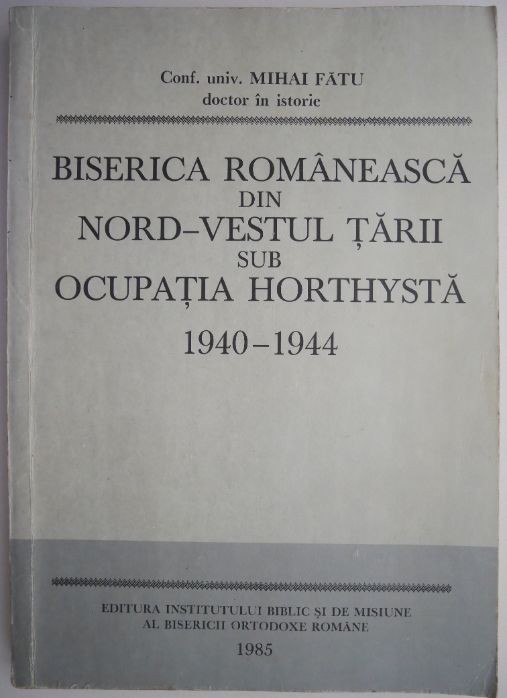 Conf. univ. MIHAI FĂTU
doctor în istorie
BISERICA ROMÂNEASCĂ
DIN
NORD–VESTUL ȚĂRII
SUB
OCUPAȚIA HORTHYSTĂ
1940–1944
EDITURA INSTITUTULUI BIBLIC ȘI DE MISIUNE
AL BISERICII ORTODOXE ROMÂNE
1985